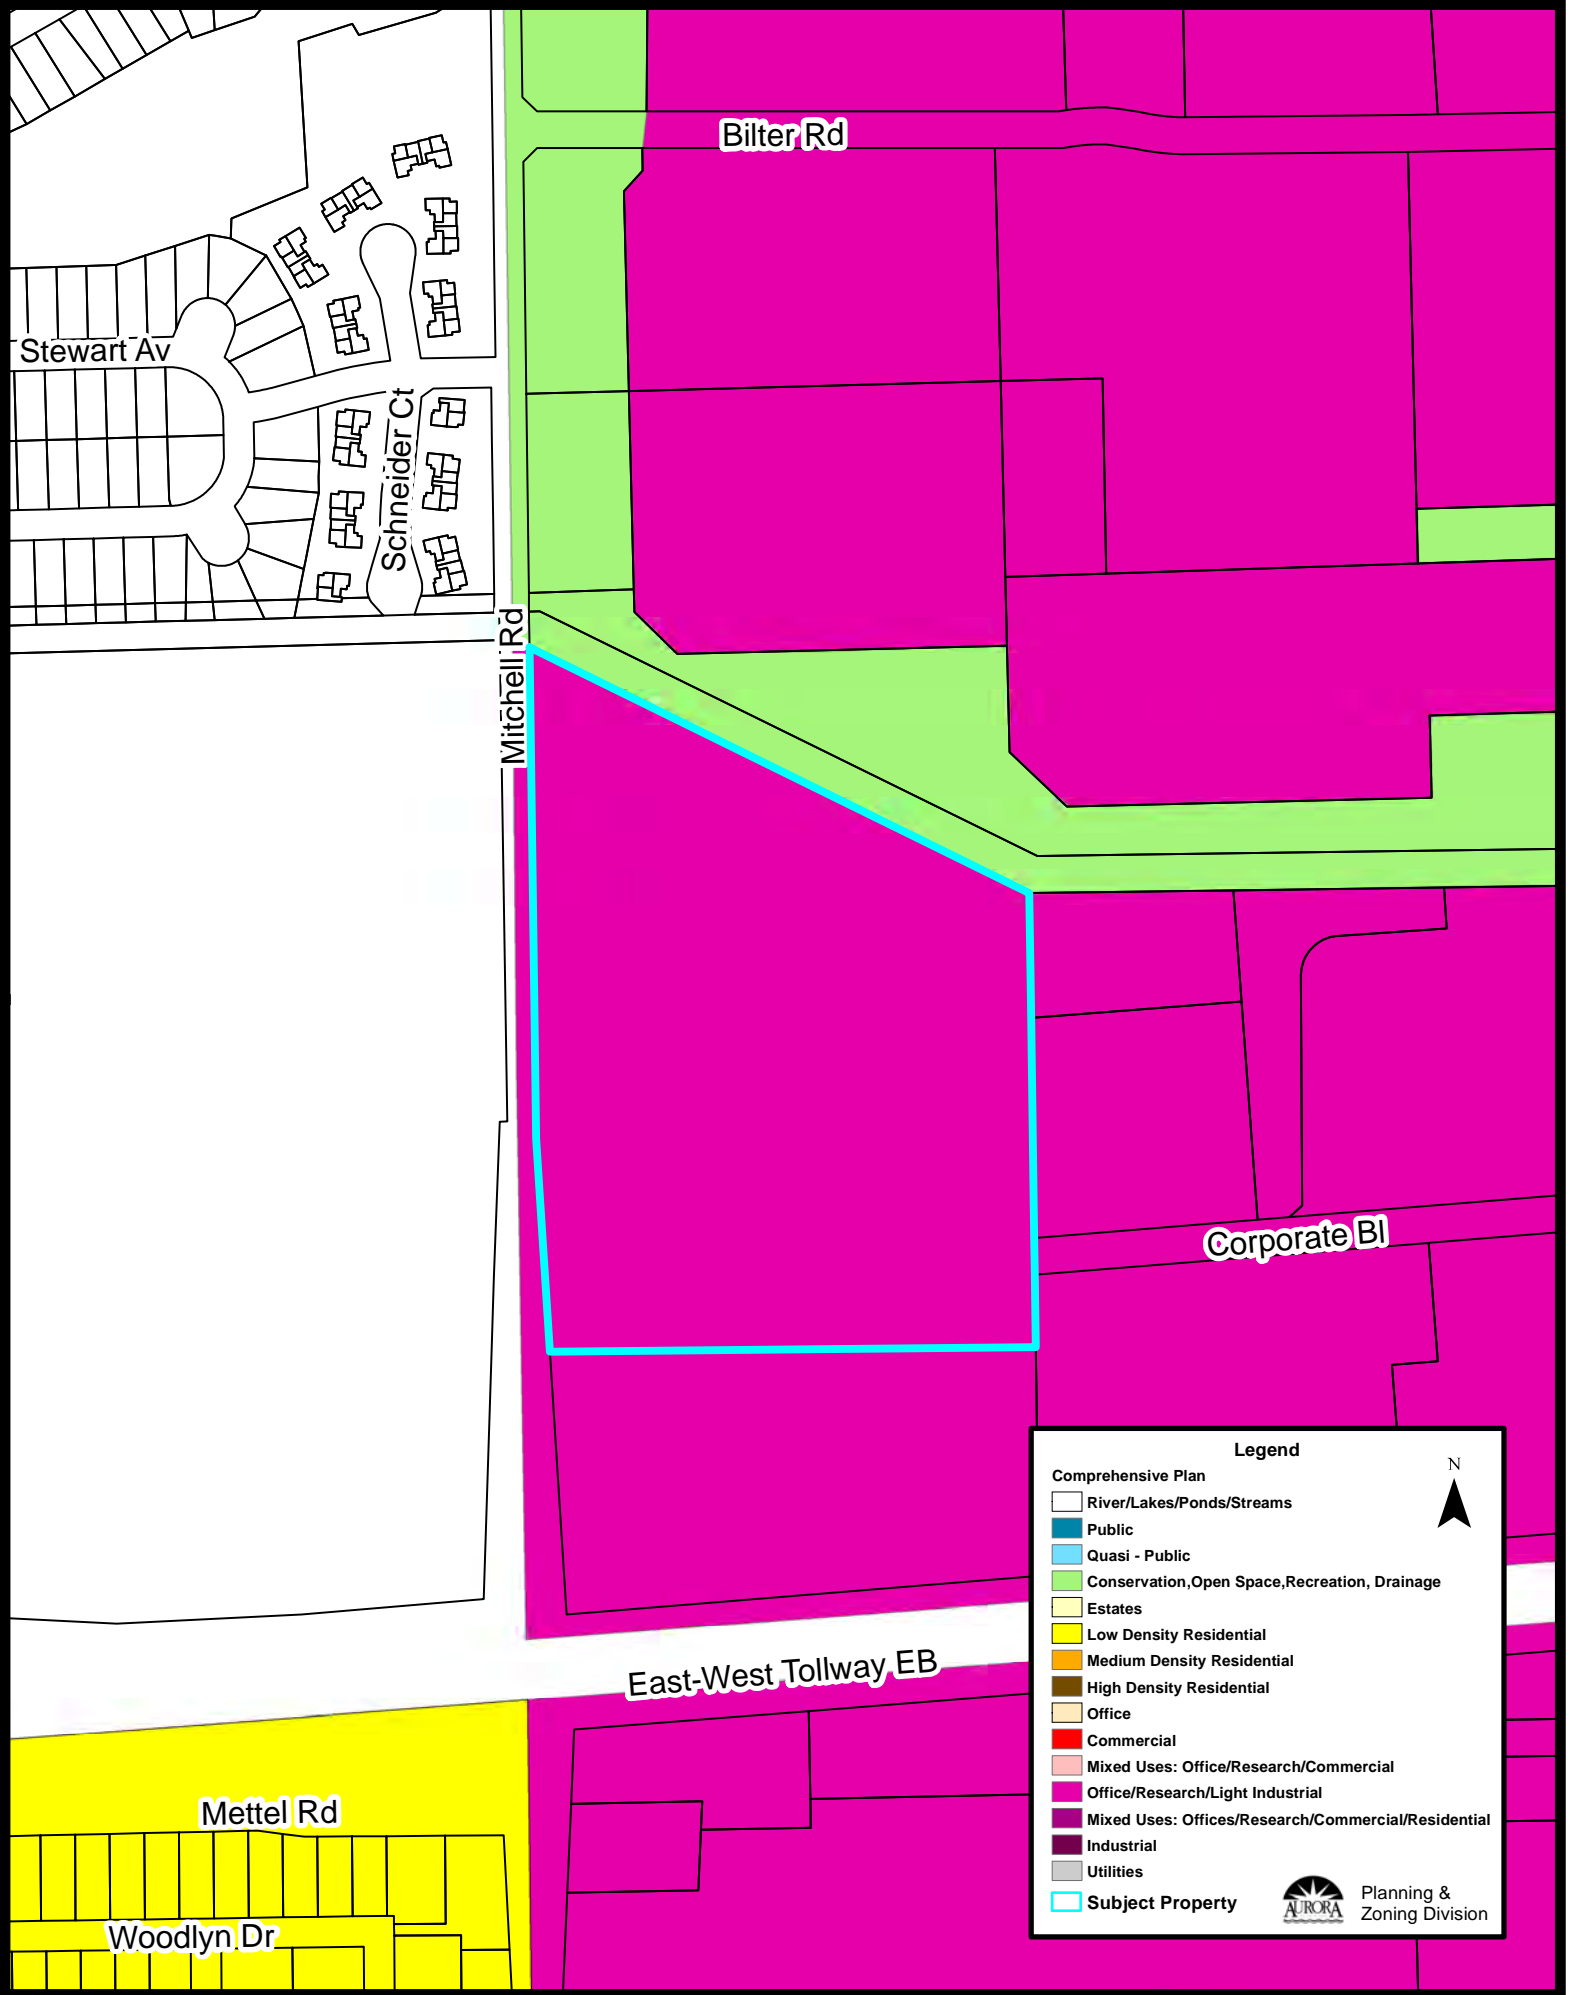 Bilter Rd
Stewart Av
Schneider Ct
Mitchell Rd
Corporate Bl
East-West Tollway EB
Mettel Rd
Woodlyn Dr
Legend
N
Comprehensive Plan
River/Lakes/Ponds/Streams
Public
Quasi - Public
Conservation,Open Space,Recreation, Drainage
Estates
Low Density Residential
Medium Density Residential
High Density Residential
Office
Commercial
Mixed Uses: Office/Research/Commercial
Office/Research/Light Industrial
Mixed Uses: Offices/Research/Commercial/Residential
Industrial
Utilities
Subject Property
AURORA
Planning &
Zoning Division